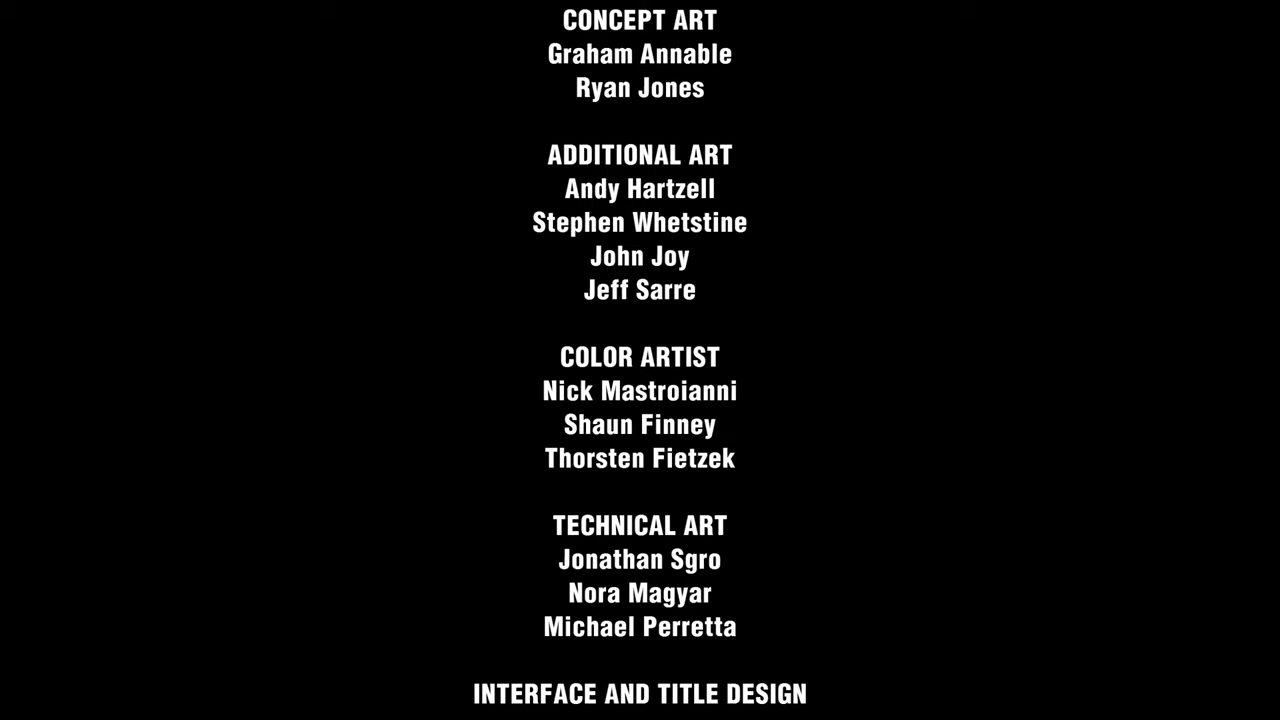 CONCEPT ART
Graham Annable
Ryan Jones
ADDITIONAL ART
Andy Hartzell
Stephen Whetstine
John Joy
Jeff Sarre
COLOR ARTIST
Nick Mastroianni
Shaun Finney
Thorsten Fietzek
TECHNICAL ART
Jonathan Sgro
Nora Magyar
Michael Perretta
INTERFACE AND TITLE DESIGN